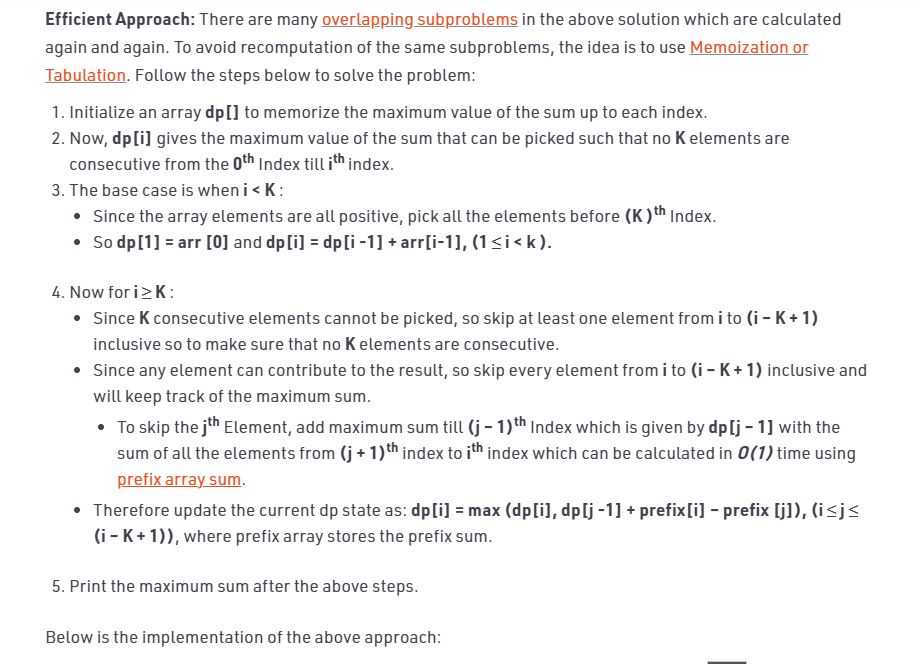 Efficient Approach: There are many overlapping subproblems in the above solution which are calculated
again and again. To avoid recomputation of the same subproblems, the idea is to use Memoization or
Tabulation. Follow the steps below to solve the problem:
1. Initialize an array dp[] to memorize the maximum value of the sum up to each index.
2. Now, dp[i] gives the maximum value of the sum that can be picked such that no K elements are
consecutive from the 0th Index till ith index.
3. The base case is when i < K :
• Since the array elements are all positive, pick all the elements before (K )th Index.
• So dp[1] = arr [0] and dp[i] = dp[i -1] + arr[i-1], (1 ≤ i < k ).
4. Now for i ≥ K :
• Since K consecutive elements cannot be picked, so skip at least one element from i to (i – K + 1)
inclusive so to make sure that no K elements are consecutive.
• Since any element can contribute to the result, so skip every element from i to (i – K + 1) inclusive and
will keep track of the maximum sum.
• To skip the jth Element, add maximum sum till (j – 1)th Index which is given by dp[j – 1] with the
sum of all the elements from (j + 1)th index to ith index which can be calculated in O(1) time using
prefix array sum.
• Therefore update the current dp state as: dp[i] = max (dp[i], dp[j -1] + prefix[i] – prefix [j]), (i ≤ j ≤
(i – K + 1)), where prefix array stores the prefix sum.
5. Print the maximum sum after the above steps.
Below is the implementation of the above approach: